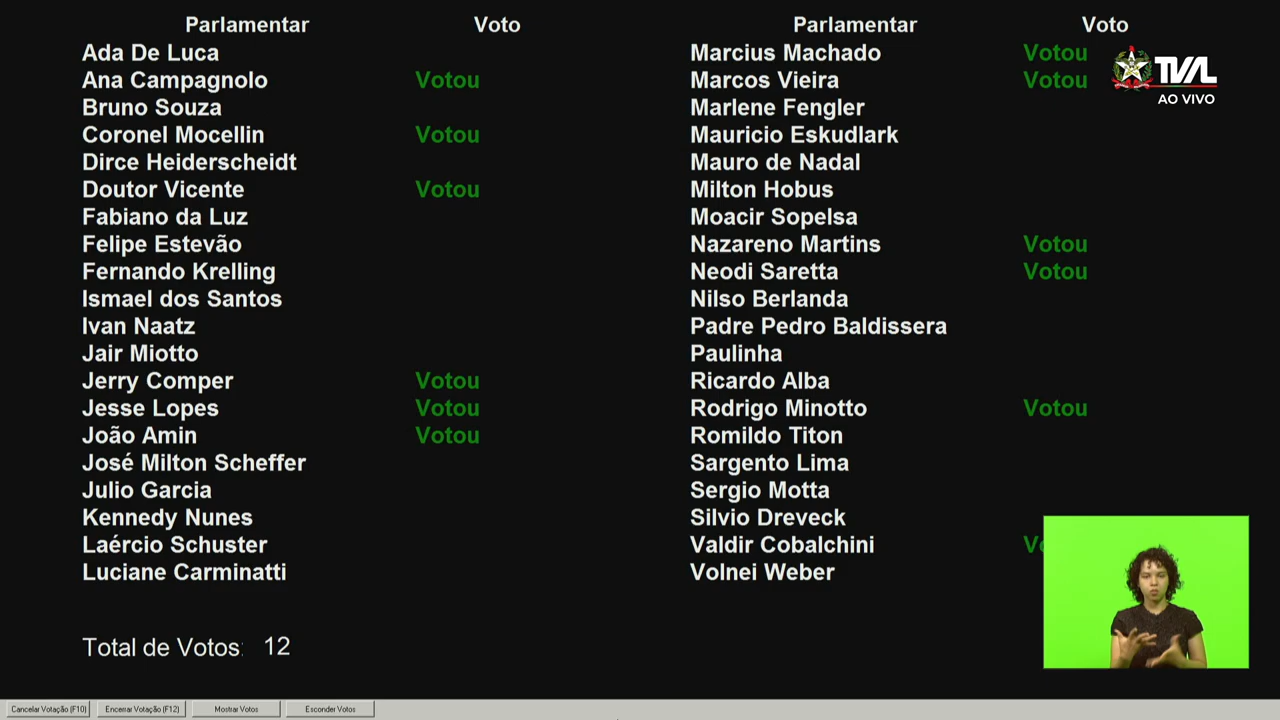 Parlamentar Voto Parlamentar Voto
Ada De Luca Marcius Machado Votou
Ana Campagnolo Votou Marcos Vieira Votou
Bruno Souza Marlene Fengler
Coronel Mocellin Votou Mauricio Eskudlark
Dirce Heiderscheidt Mauro de Nadal
Doutor Vicente Votou Milton Hobus
Fabiano da Luz Moacir Sopelsa
Felipe Estevão Nazareno Martins Votou
Fernando Krelling Neodi Saretta Votou
Ismael dos Santos Nilso Berlanda
Ivan Naatz Padre Pedro Baldissera
Jair Miotto Paulinha
Jerry Comper Votou Ricardo Alba
Jesse Lopes Votou Rodrigo Minotto Votou
João Amin Votou Romildo Titon
José Milton Scheffer Sargento Lima
Julio Garcia Sergio Motta
Kennedy Nunes Silvio Dreveck
Laércio Schuster Valdir Cobalchini
Luciane Carminatti Volnei Weber
Total de Votos: 12
TVAL
AO VIVO
Cancelar Votação (F10) Encerrar Votação (F12) Mostrar Votos Esconder Votos